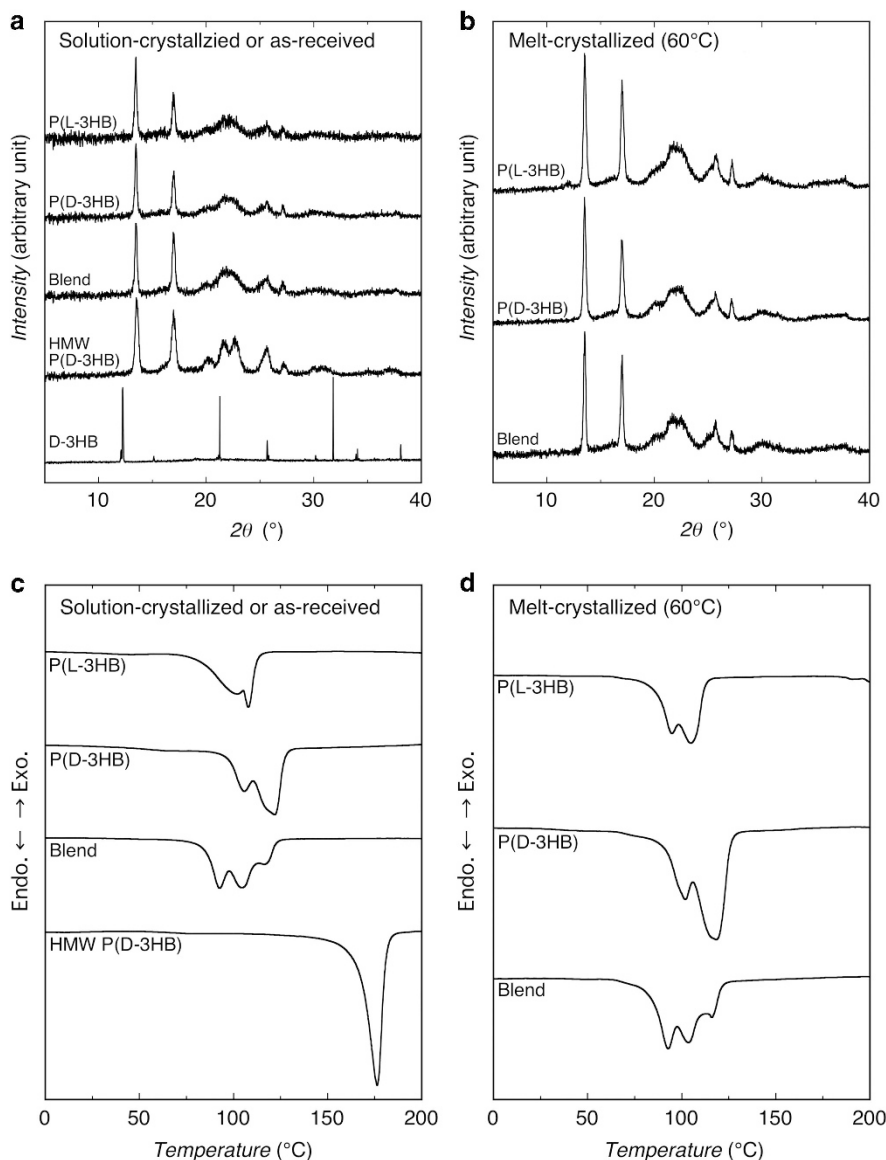 a
Solution-crystallzied or as-received
P(L-3HB)
P(D-3HB)
Blend
HMW
P(D-3HB)
D-3HB
Intensity (arbitrary unit)
10
20
30
40
2θ (°)
b
Melt-crystallized (60°C)
P(L-3HB)
P(D-3HB)
Blend
Intensity (arbitrary unit)
10
20
30
40
2θ (°)
c
Solution-crystallized or as-received
P(L-3HB)
P(D-3HB)
Blend
HMW P(D-3HB)
Endo. ← → Exo.
0
50
100
150
200
Temperature (°C)
d
Melt-crystallized (60°C)
P(L-3HB)
P(D-3HB)
Blend
Endo. ← → Exo.
0
50
100
150
200
Temperature (°C)